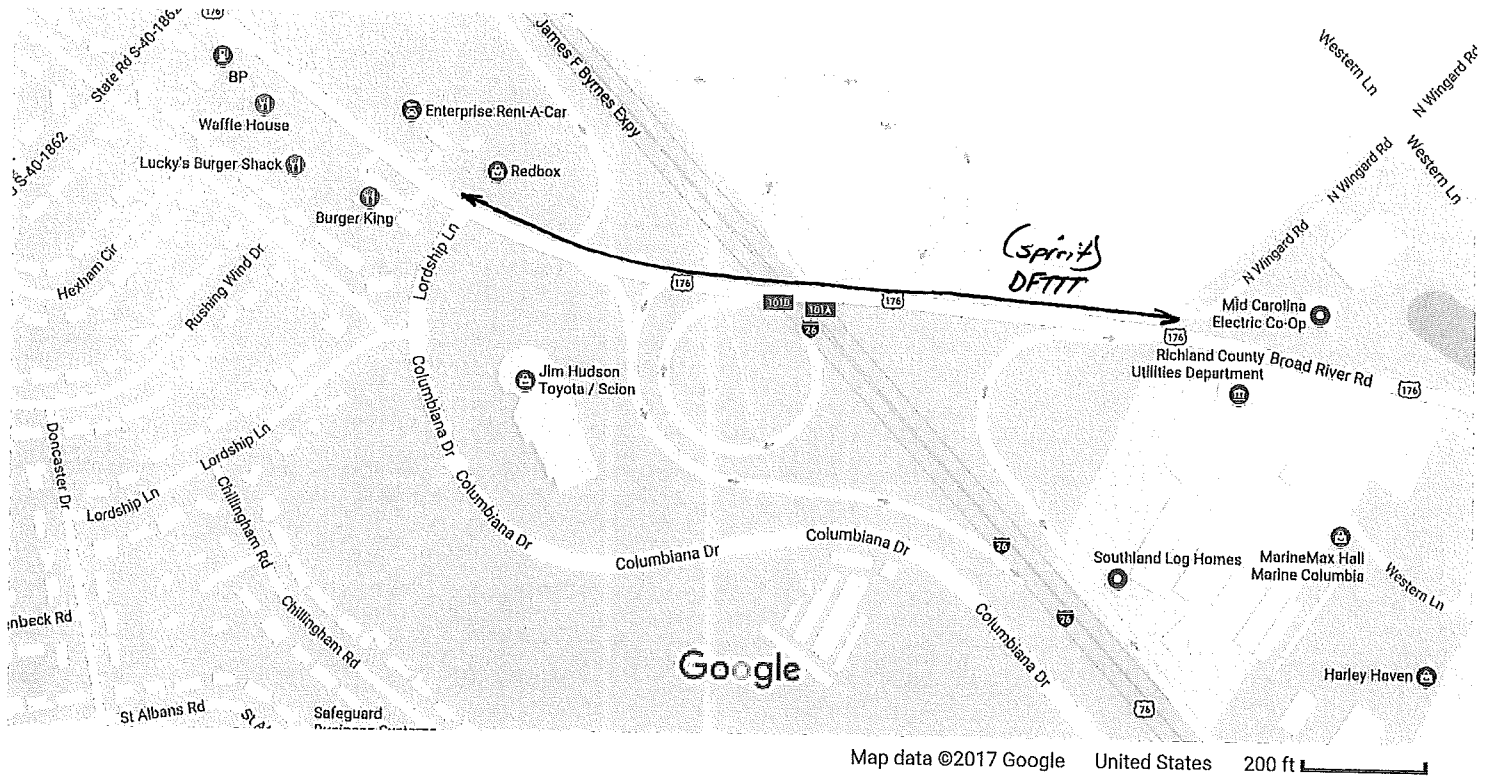 176
State Rd S-40-1862
BP
Waffle House
Lucky's Burger Shack
Burger King
Enterprise Rent-A-Car
Redbox
James F Byrnes Expy
Western Ln
N Wingard Rd
N Wingard Rd
Western Ln
N Wingard Rd
S-40-1862
Hexham Cir
Rushing Wind Dr
Lordship Ln
(spirit)
DFTTT
176
101B
101A
26
176
Mid Carolina
Electric Co-Op
176
Richland County
Utilities Department
Broad River Rd
176
Jim Hudson
Toyota / Scion
Columbiana Dr
Doncaster Dr
Lordship Ln
Lordship Ln
Chillingham Rd
Columbiana Dr
Columbiana Dr
Columbiana Dr
26
Southland Log Homes
MarineMax Hall
Marine Columbia
Western Ln
26
Columbiana Dr
enbeck Rd
Chillingham Rd
Google
Harley Haven
St Albans Rd
Safeguard
76
Map data ©2017 Google United States 200 ft